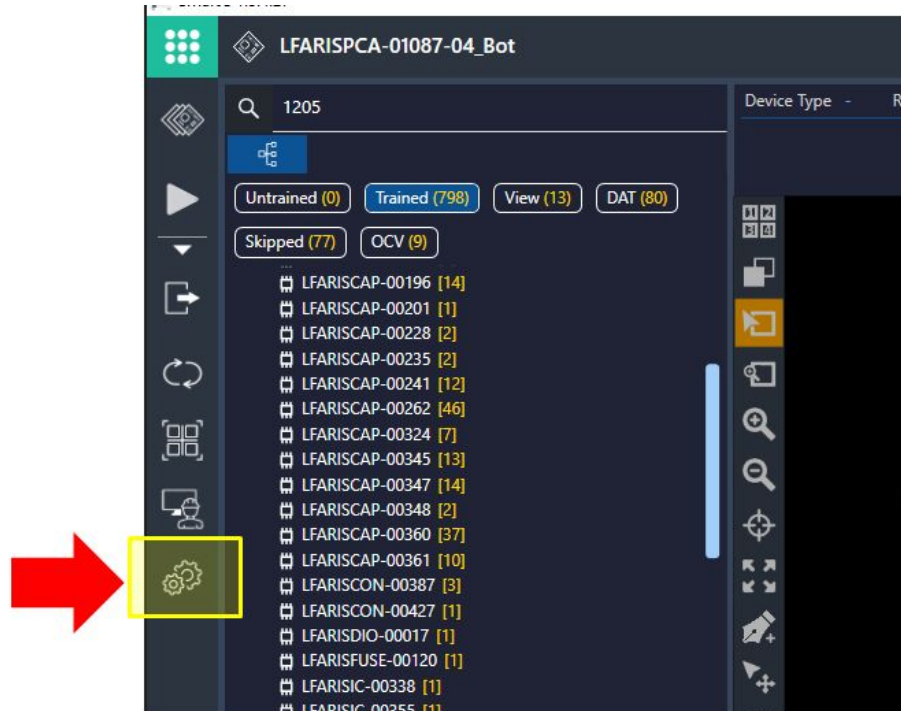 LFARISPCA-01087-04_Bot
1205
Device Type - R
Untrained (0) Trained (798) View (13) DAT (80)
Skipped (77) OCV (9)
LFARISCAP-00196 [14]
LFARISCAP-00201 [1]
LFARISCAP-00228 [2]
LFARISCAP-00235 [2]
LFARISCAP-00241 [12]
LFARISCAP-00262 [46]
LFARISCAP-00324 [7]
LFARISCAP-00345 [13]
LFARISCAP-00347 [14]
LFARISCAP-00348 [2]
LFARISCAP-00360 [37]
LFARISCAP-00361 [10]
LFARISCON-00387 [3]
LFARISCON-00427 [1]
LFARISDIO-00017 [1]
LFARISFUSE-00120 [1]
LFARISIC-00338 [1]
LFARISIC-00355 [1]